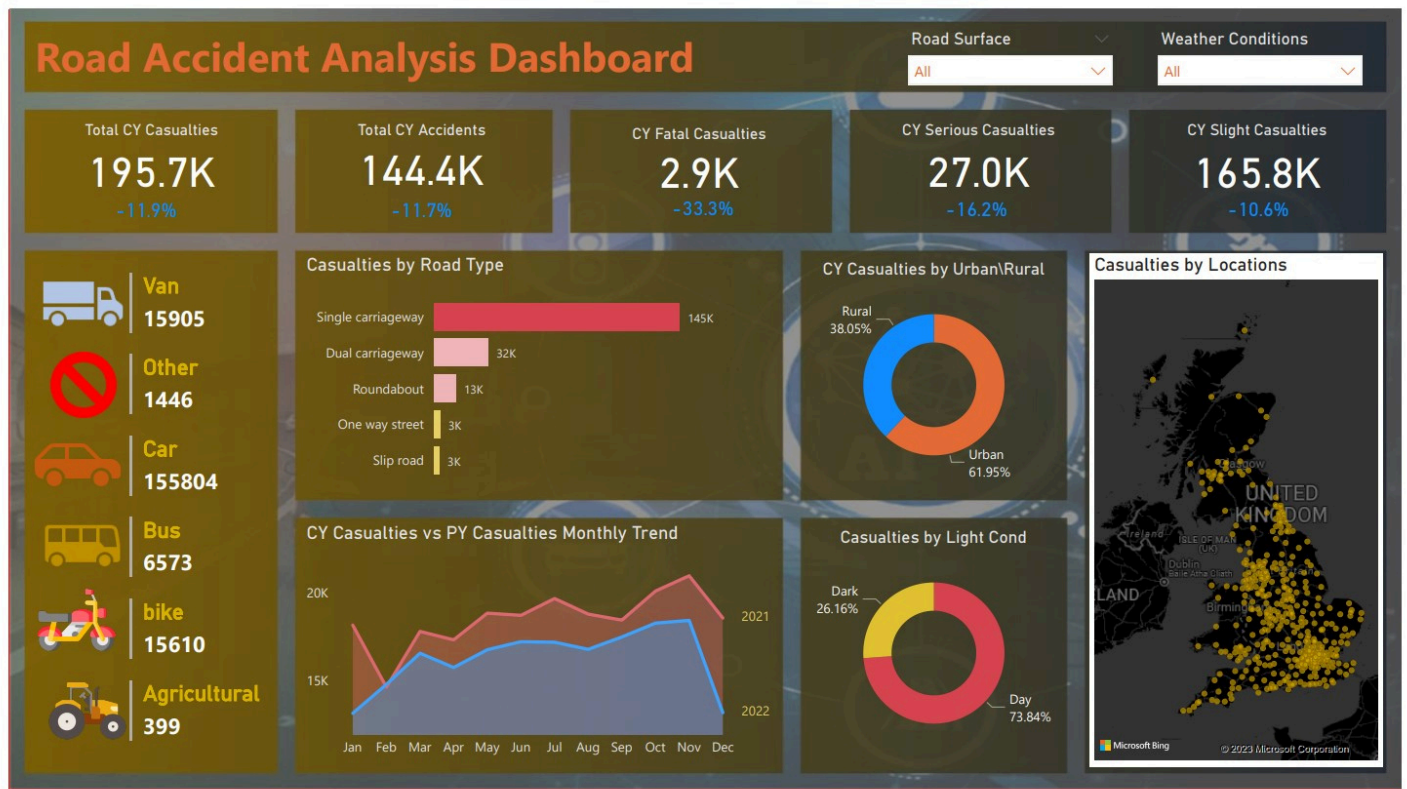 Road Accident Analysis Dashboard
Road Surface
All
Weather Conditions
All
Total CY Casualties
195.7K
-11.9%
Total CY Accidents
144.4K
-11.7%
CY Fatal Casualties
2.9K
-33.3%
CY Serious Casualties
27.0K
-16.2%
CY Slight Casualties
165.8K
-10.6%
Van
15905
Other
1446
Car
155804
Bus
6573
bike
15610
Agricultural
399
Casualties by Road Type
Single carriageway 145K
Dual carriageway 32K
Roundabout 13K
One way street 3K
Slip road 3K
CY Casualties by Urban\Rural
Rural
38.05%
Urban
61.95%
CY Casualties vs PY Casualties Monthly Trend
20K
15K
2021
2022
Jan Feb Mar Apr May Jun Jul Aug Sep Oct Nov Dec
Casualties by Light Cond
Dark
26.16%
Day
73.84%
Casualties by Locations
Glasgow
UNITED
KINGDOM
Ireland
ISLE OF MAN
(UK)
Dublin
Baile Átha Cliath
LAND
Microsoft Bing
© 2023 Microsoft Corporation